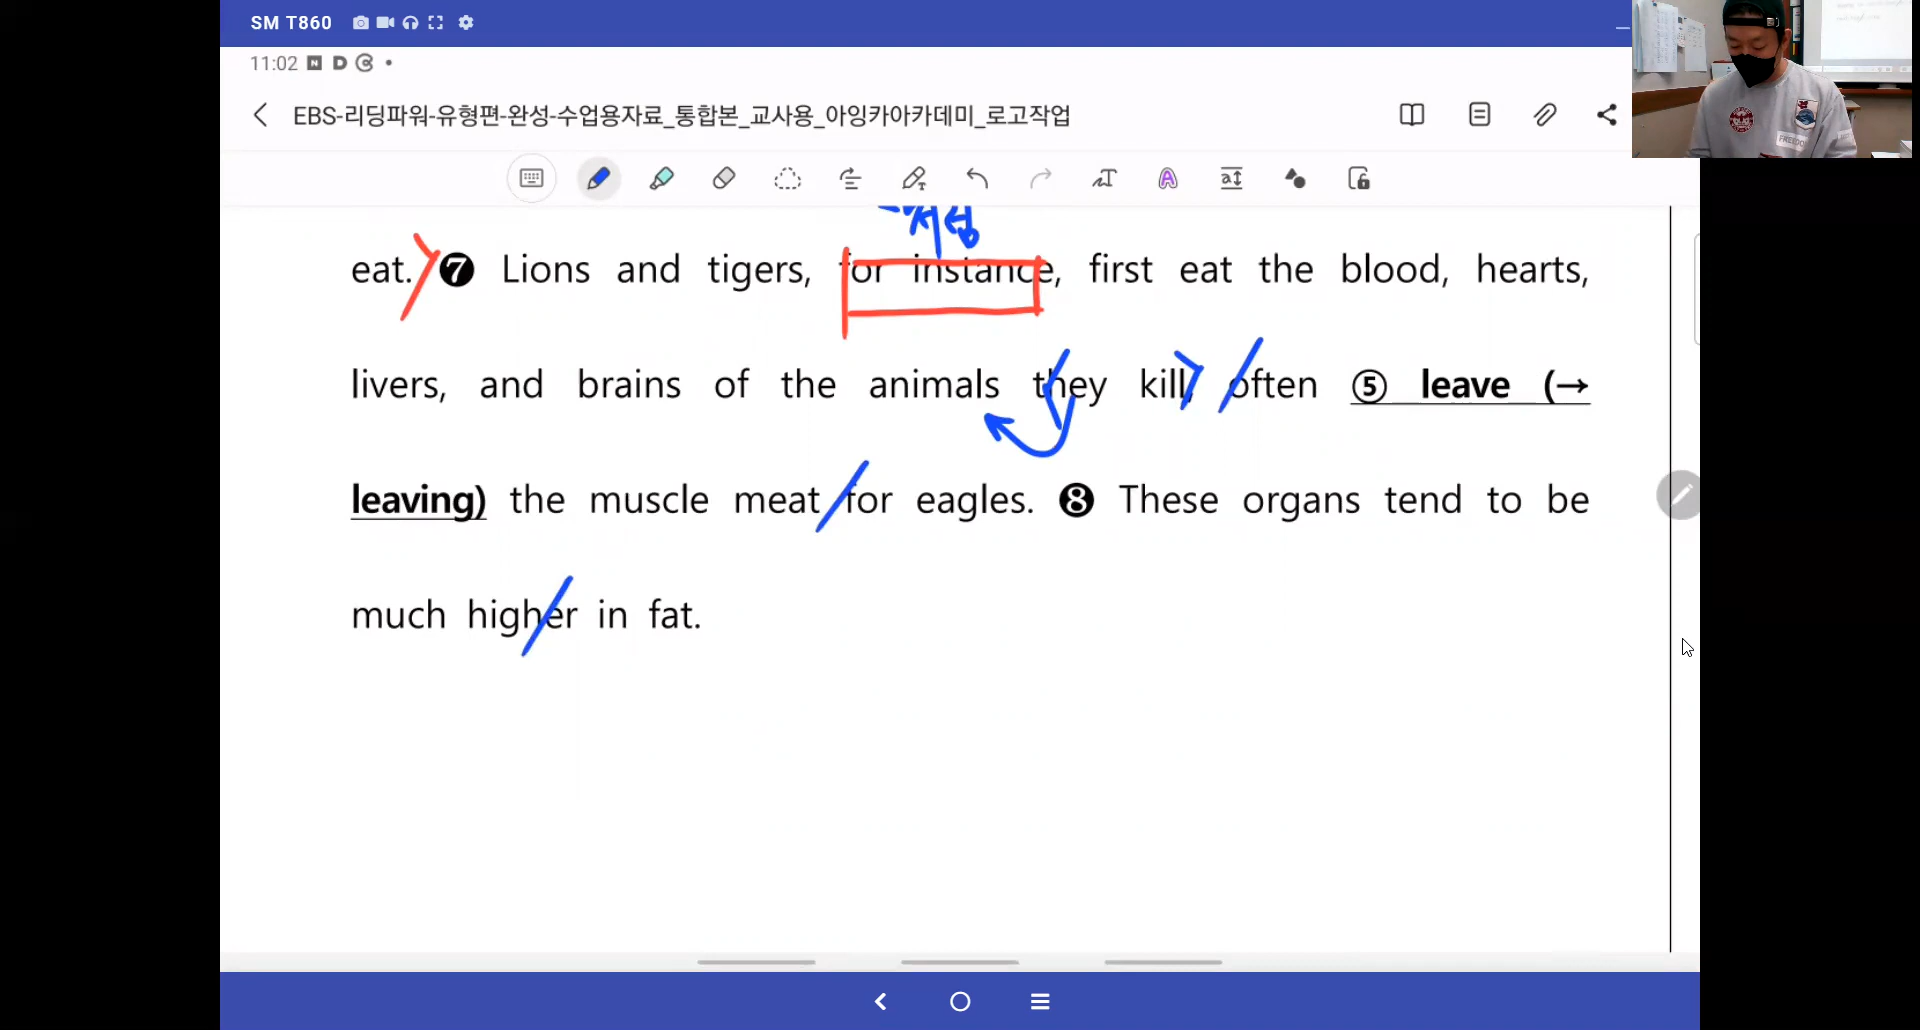 SM T860
11:02
EBS-리딩파워-유형편-완성-수업용자료_통합본_교사용_아잉카아카데미_로고작업
eat. ❼ Lions and tigers, for instance, first eat the blood, hearts,
livers, and brains of the animals they kill, often ⑤ leave (→
leaving) the muscle meat for eagles. ❽ These organs tend to be
much higher in fat.